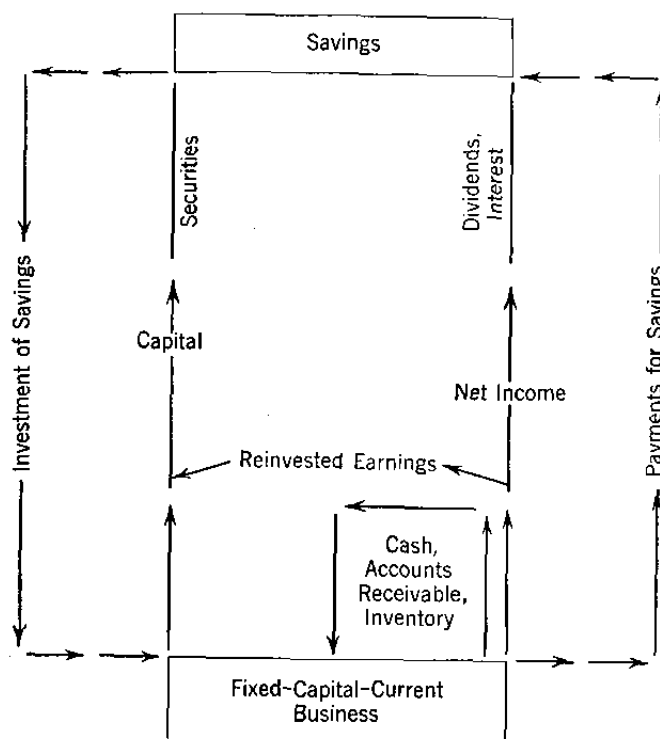 Savings
Securities
Dividends,
Interest
Investment of Savings
Capital
Net Income
Payments for Savings
Reinvested Earnings
Cash,
Accounts
Receivable,
Inventory
Fixed-Capital-Current
Business